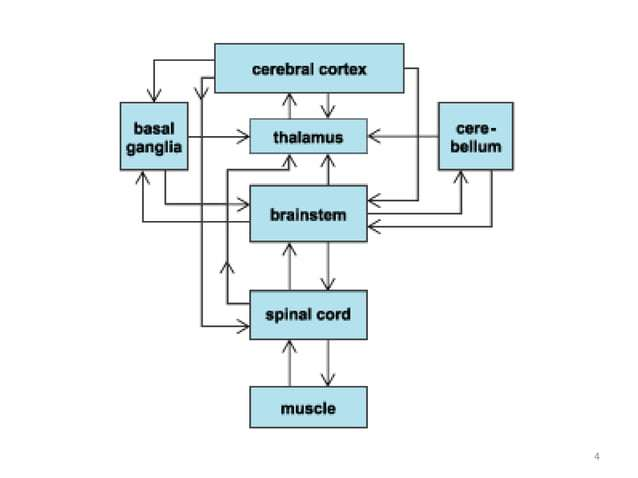 cerebral cortex
basal
ganglia
thalamus
cere-
bellum
brainstem
spinal cord
muscle
4